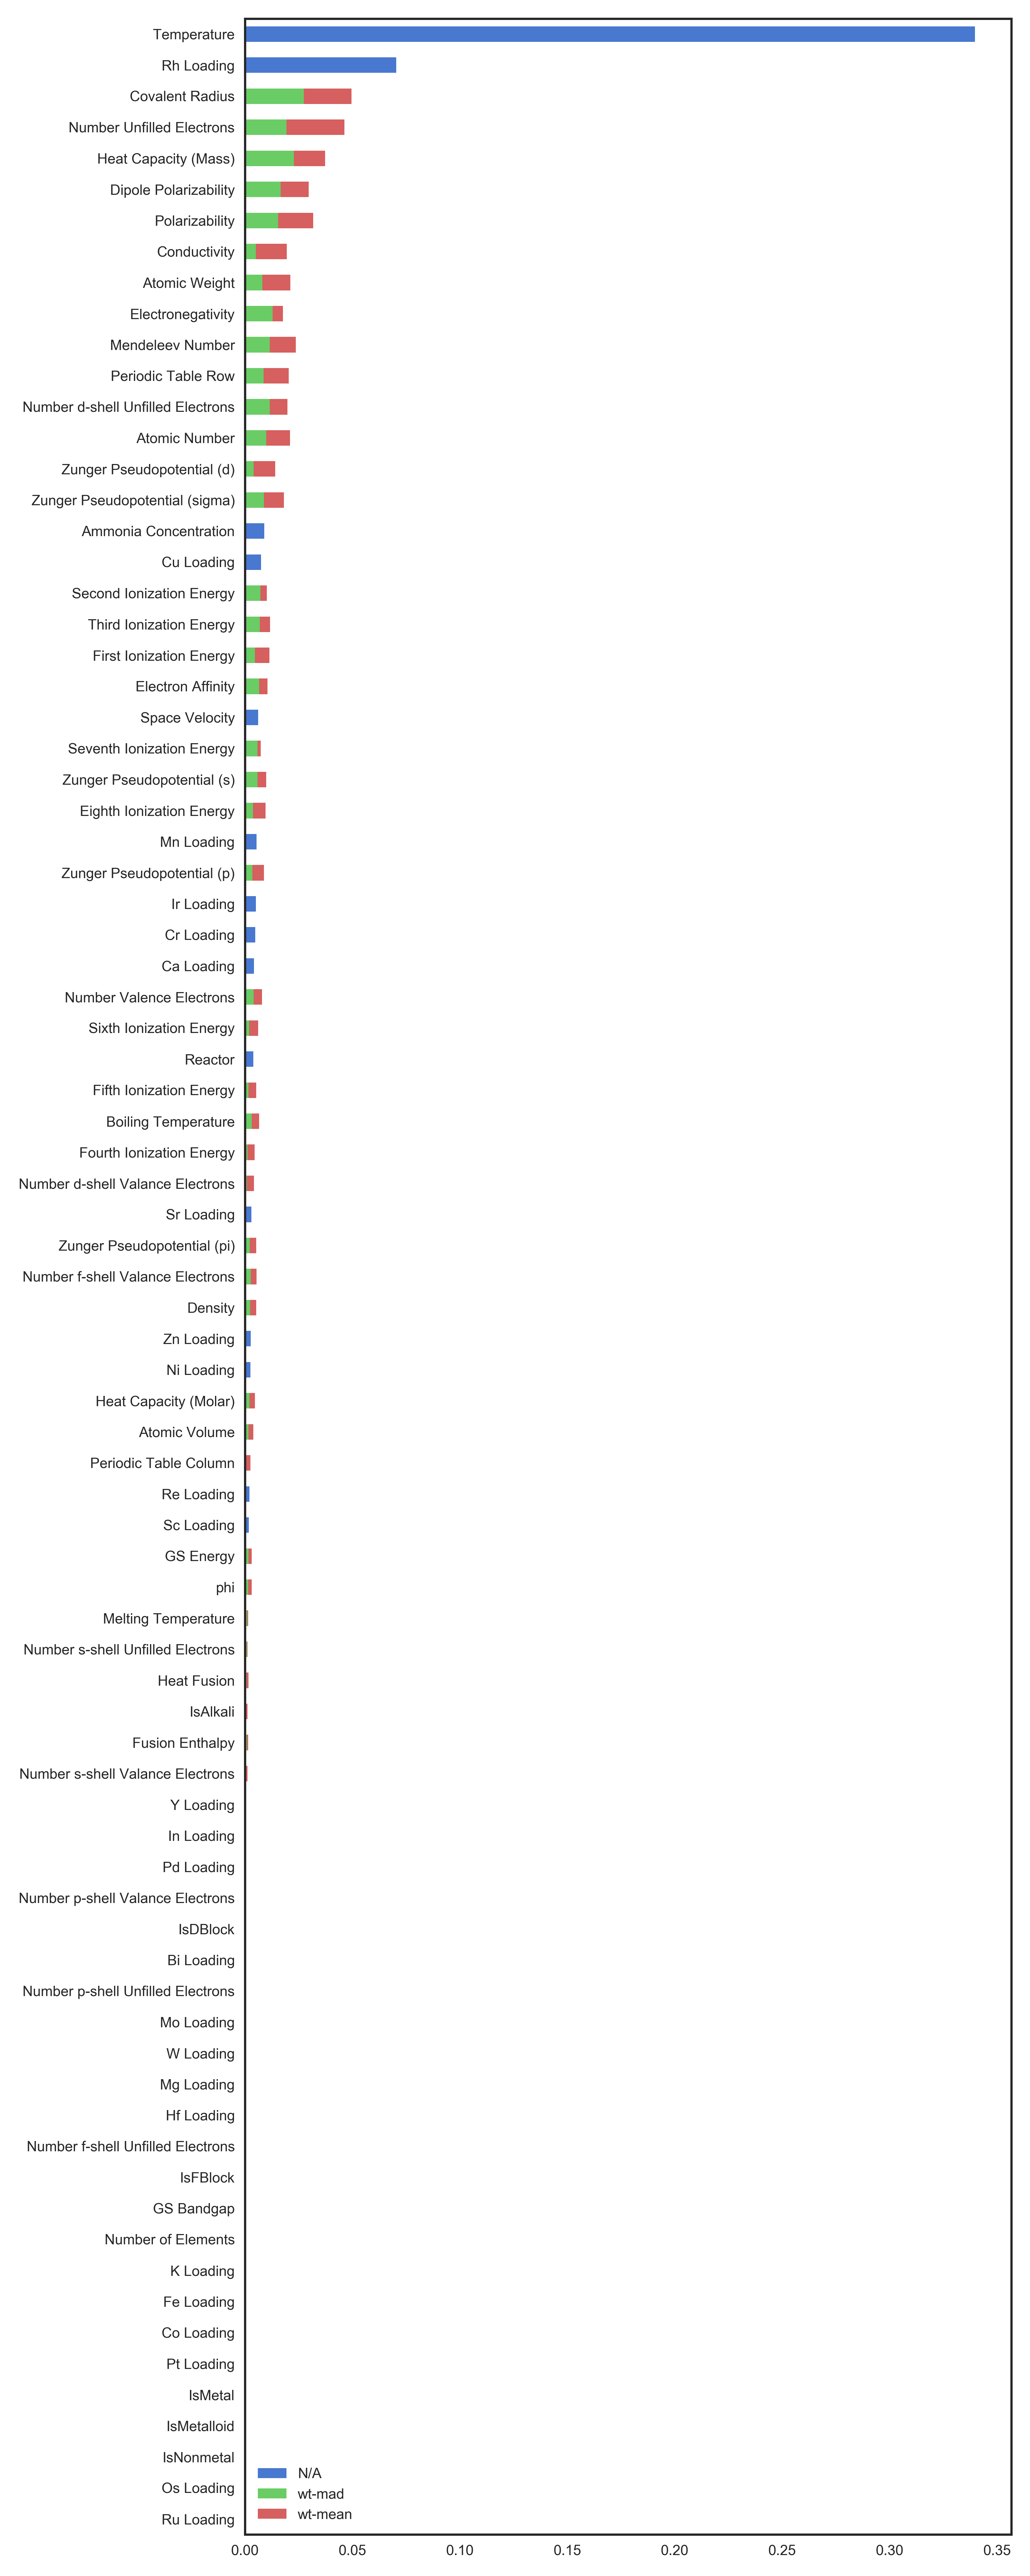 Temperature
Rh Loading
Covalent Radius
Number Unfilled Electrons
Heat Capacity (Mass)
Dipole Polarizability
Polarizability
Conductivity
Atomic Weight
Electronegativity
Mendeleev Number
Periodic Table Row
Number d-shell Unfilled Electrons
Atomic Number
Zunger Pseudopotential (d)
Zunger Pseudopotential (sigma)
Ammonia Concentration
Cu Loading
Second Ionization Energy
Third Ionization Energy
First Ionization Energy
Electron Affinity
Space Velocity
Seventh Ionization Energy
Zunger Pseudopotential (s)
Eighth Ionization Energy
Mn Loading
Zunger Pseudopotential (p)
Ir Loading
Cr Loading
Ca Loading
Number Valence Electrons
Sixth Ionization Energy
Reactor
Fifth Ionization Energy
Boiling Temperature
Fourth Ionization Energy
Number d-shell Valance Electrons
Sr Loading
Zunger Pseudopotential (pi)
Number f-shell Valance Electrons
Density
Zn Loading
Ni Loading
Heat Capacity (Molar)
Atomic Volume
Periodic Table Column
Re Loading
Sc Loading
GS Energy
phi
Melting Temperature
Number s-shell Unfilled Electrons
Heat Fusion
IsAlkali
Fusion Enthalpy
Number s-shell Valance Electrons
Y Loading
In Loading
Pd Loading
Number p-shell Valance Electrons
IsDBlock
Bi Loading
Number p-shell Unfilled Electrons
Mo Loading
W Loading
Mg Loading
Hf Loading
Number f-shell Unfilled Electrons
IsFBlock
GS Bandgap
Number of Elements
K Loading
Fe Loading
Co Loading
Pt Loading
IsMetal
IsMetalloid
IsNonmetal
Os Loading
Ru Loading
N/A
wt-mad
wt-mean
0.00 0.05 0.10 0.15 0.20 0.25 0.30 0.35